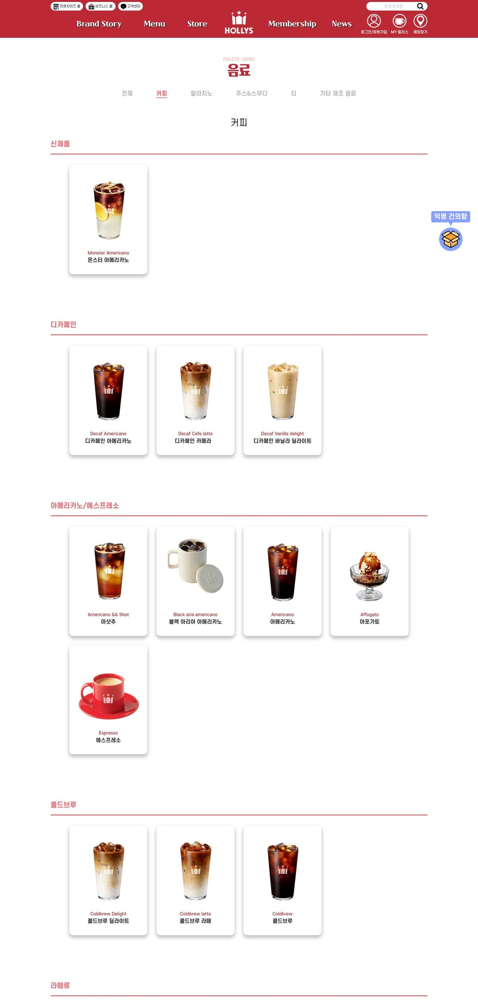 프랜차이즈 홈
비즈니스 몰
고객센터
통합검색창
Brand Story
Menu
Store
HOLLYS
Membership
News
로그인/회원가입
MY 할리스
매장찾기
HOLLYS' MENU
음료
전체
커피
할라치노
주스&스무디
티
기타 제조 음료
커피
신제품
Monster Americano
몬스터 아메리카노
익명 건의함
디카페인
Decaf Americano
디카페인 아메리카노
Decaf Cafe latte
디카페인 카페라
Decaf Vanilla delight
디카페인 바닐라 딜라이트
아메리카노/에스프레소
Americano && Shot
아샷추
Black aria americano
블랙 아리아 아메리카노
Americano
아메리카노
Affogato
아포가토
Espresso
에스프레소
콜드브루
Coldbrew Delight
콜드브루 딜라이트
Coldbrew latte
콜드브루 라떼
Coldbrew
콜드브루
라떼류